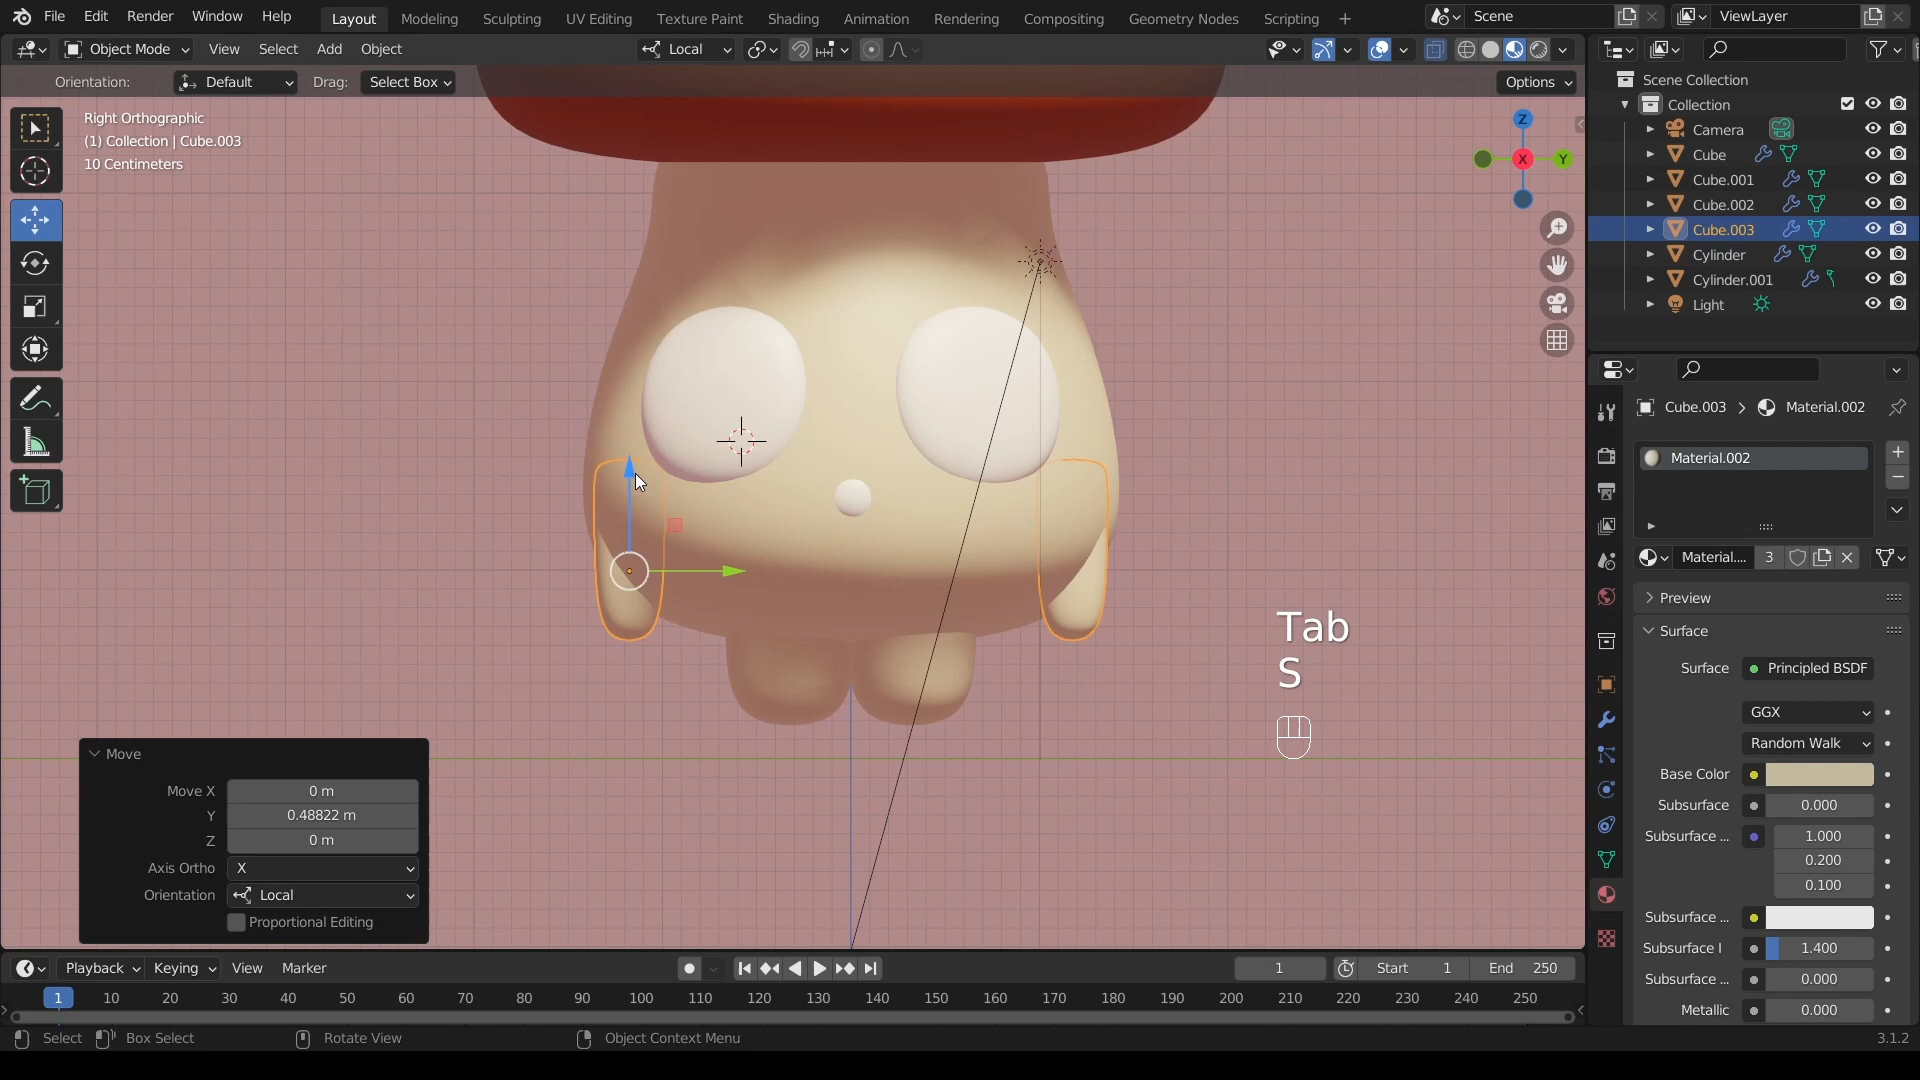 File Edit Render Window Help Layout Modeling Sculpting UV Editing Texture Paint Shading Animation Rendering Compositing Geometry Nodes Scripting + Scene ViewLayer
Object Mode View Select Add Object Local
Orientation: Default Drag: Select Box Options
Right Orthographic
(1) Collection | Cube.003
10 Centimeters
Z
X
Y
Scene Collection
Collection
Camera
Cube
Cube.001
Cube.002
Cube.003
Cylinder
Cylinder.001
Light
Cube.003 Material.002
Material.002
Material.... 3
Preview
Surface
Surface Principled BSDF
GGX
Random Walk
Base Color
Subsurface 0.000
Subsurface ... 1.000
0.200
0.100
Subsurface ...
Subsurface I 1.400
Subsurface ... 0.000
Metallic 0.000
Tab
S
Move
Move X 0 m
Y 0.48822 m
Z 0 m
Axis Ortho X
Orientation Local
Proportional Editing
Playback Keying View Marker 1 Start 1 End 250
1 10 20 30 40 50 60 70 80 90 100 110 120 130 140 150 160 170 180 190 200 210 220 230 240 250
Select Box Select Rotate View Object Context Menu 3.1.2